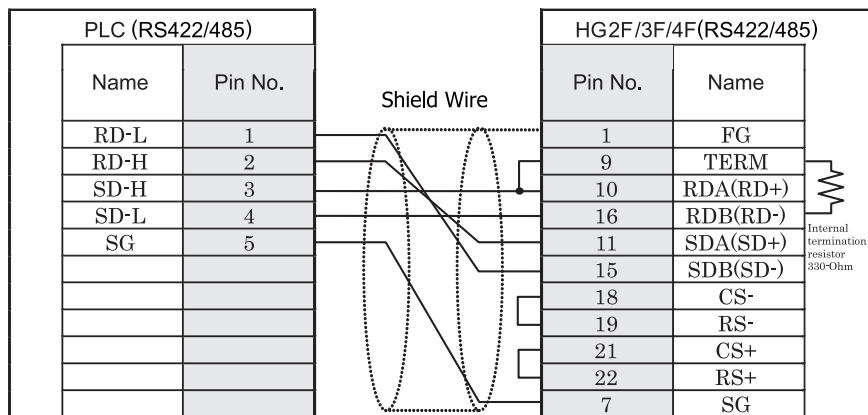 PLC (RS422/485)
HG2F/3F/4F(RS422/485)
Name Pin No. Shield Wire Pin No. Name
RD-L 1 1 FG
RD-H 2 9 TERM
SD-H 3 10 RDA(RD+)
SD-L 4 16 RDB(RD-)
SG 5 11 SDA(SD+)
15 SDB(SD-)
18 CS-
19 RS-
21 CS+
22 RS+
7 SG
Internal
termination
resistor
330-Ohm